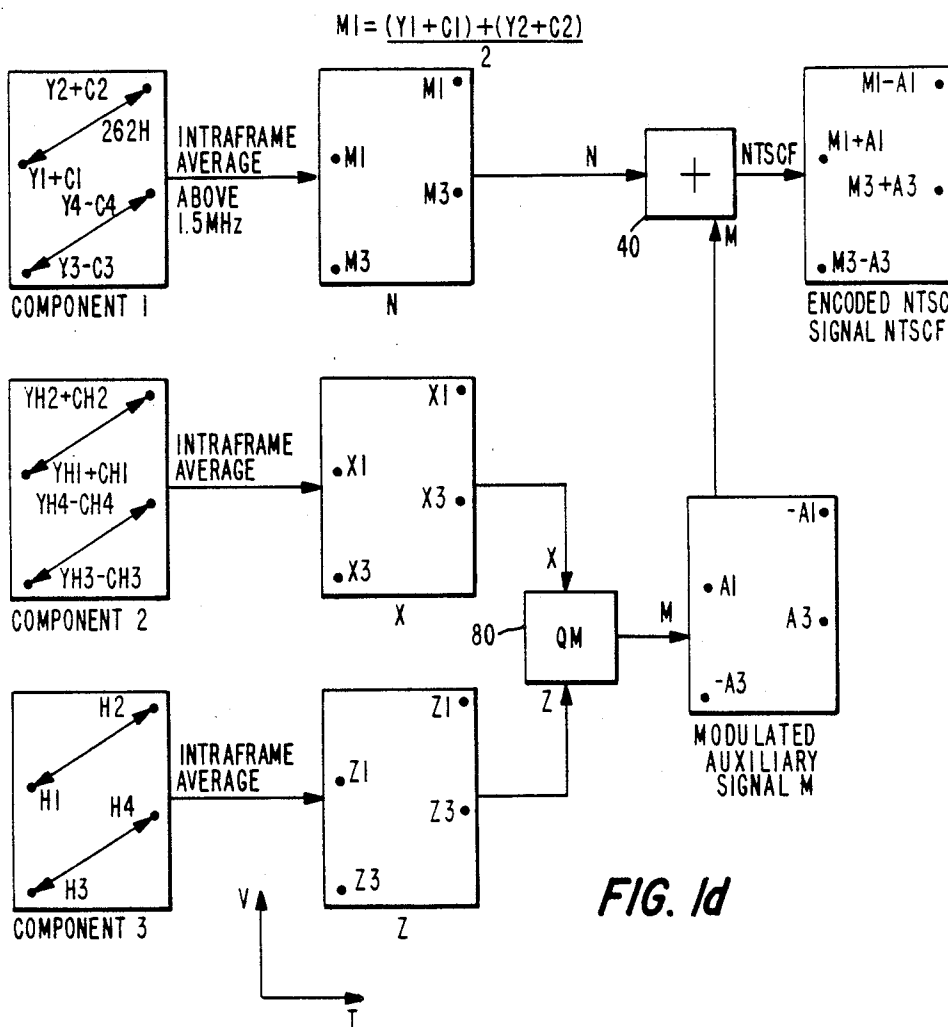 M1 = (Y1+C1)+(Y2+C2)
2
Y2+C2
262H
Y1+C1
Y4-C4
Y3-C3
COMPONENT 1
INTRAFRAME
AVERAGE
ABOVE
1.5MHz
M1
M1
M3
M3
N
N
+
40
M
NTSCF
M1-A1
M1+A1
M3+A3
M3-A3
ENCODED NTSC
SIGNAL NTSCF
YH2+CH2
YH1+CH1
YH4-CH4
YH3-CH3
COMPONENT 2
INTRAFRAME
AVERAGE
X1
X1
X3
X3
X
X
80
QM
Z
M
-A1
A1
A3
-A3
MODULATED
AUXILIARY
SIGNAL M
H2
H1
H4
H3
COMPONENT 3
INTRAFRAME
AVERAGE
Z1
Z1
Z3
Z3
Z
V
T
FIG. 1d